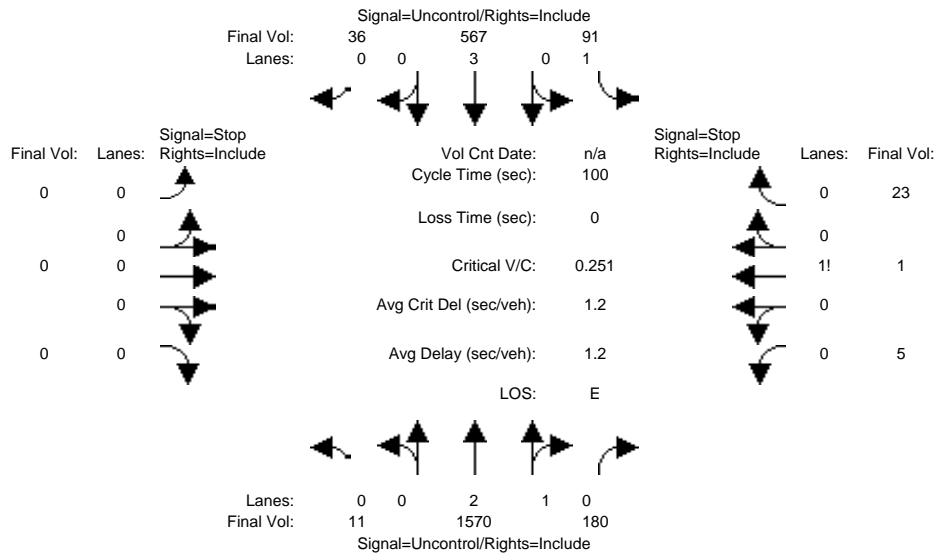 Signal=Uncontrol/Rights=Include
Final Vol: 36 567 91
Lanes: 0 0 3 0 1
Signal=Stop
Final Vol: Lanes: Rights=Include
Vol Cnt Date: n/a
Signal=Stop
Rights=Include Lanes: Final Vol:
Cycle Time (sec): 100
0 0
0 23
Loss Time (sec): 0
0
0
0 0
Critical V/C: 0.251
1! 1
0
Avg Crit Del (sec/veh): 1.2
0
0 0
Avg Delay (sec/veh): 1.2
0 5
LOS: E
Lanes: 0 0 2 1 0
Final Vol: 11 1570 180
Signal=Uncontrol/Rights=Include